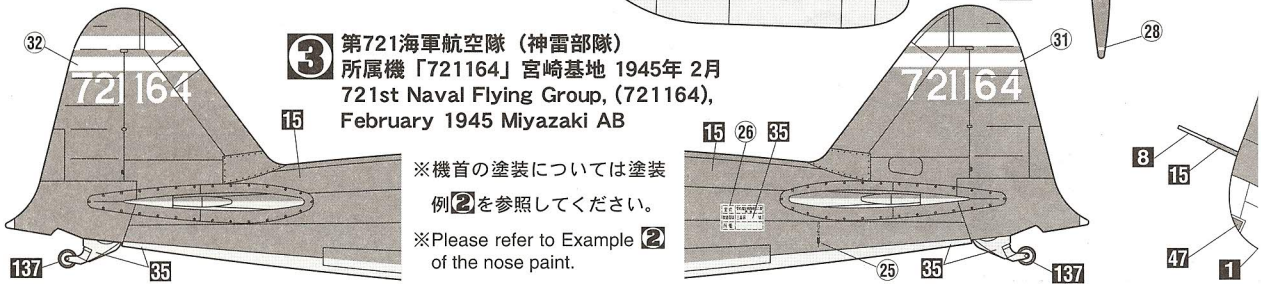 32
721 164
137
35
15
3
第721海軍航空隊（神雷部隊）
所属機「721164」宮崎基地 1945年 2月
721st Naval Flying Group, (721164),
February 1945 Miyazaki AB
※機首の塗装については塗装
例2を参照してください。
※Please refer to Example 2
of the nose paint.
15 26 35
721164
31
25
35
137
28
8
15
47
1